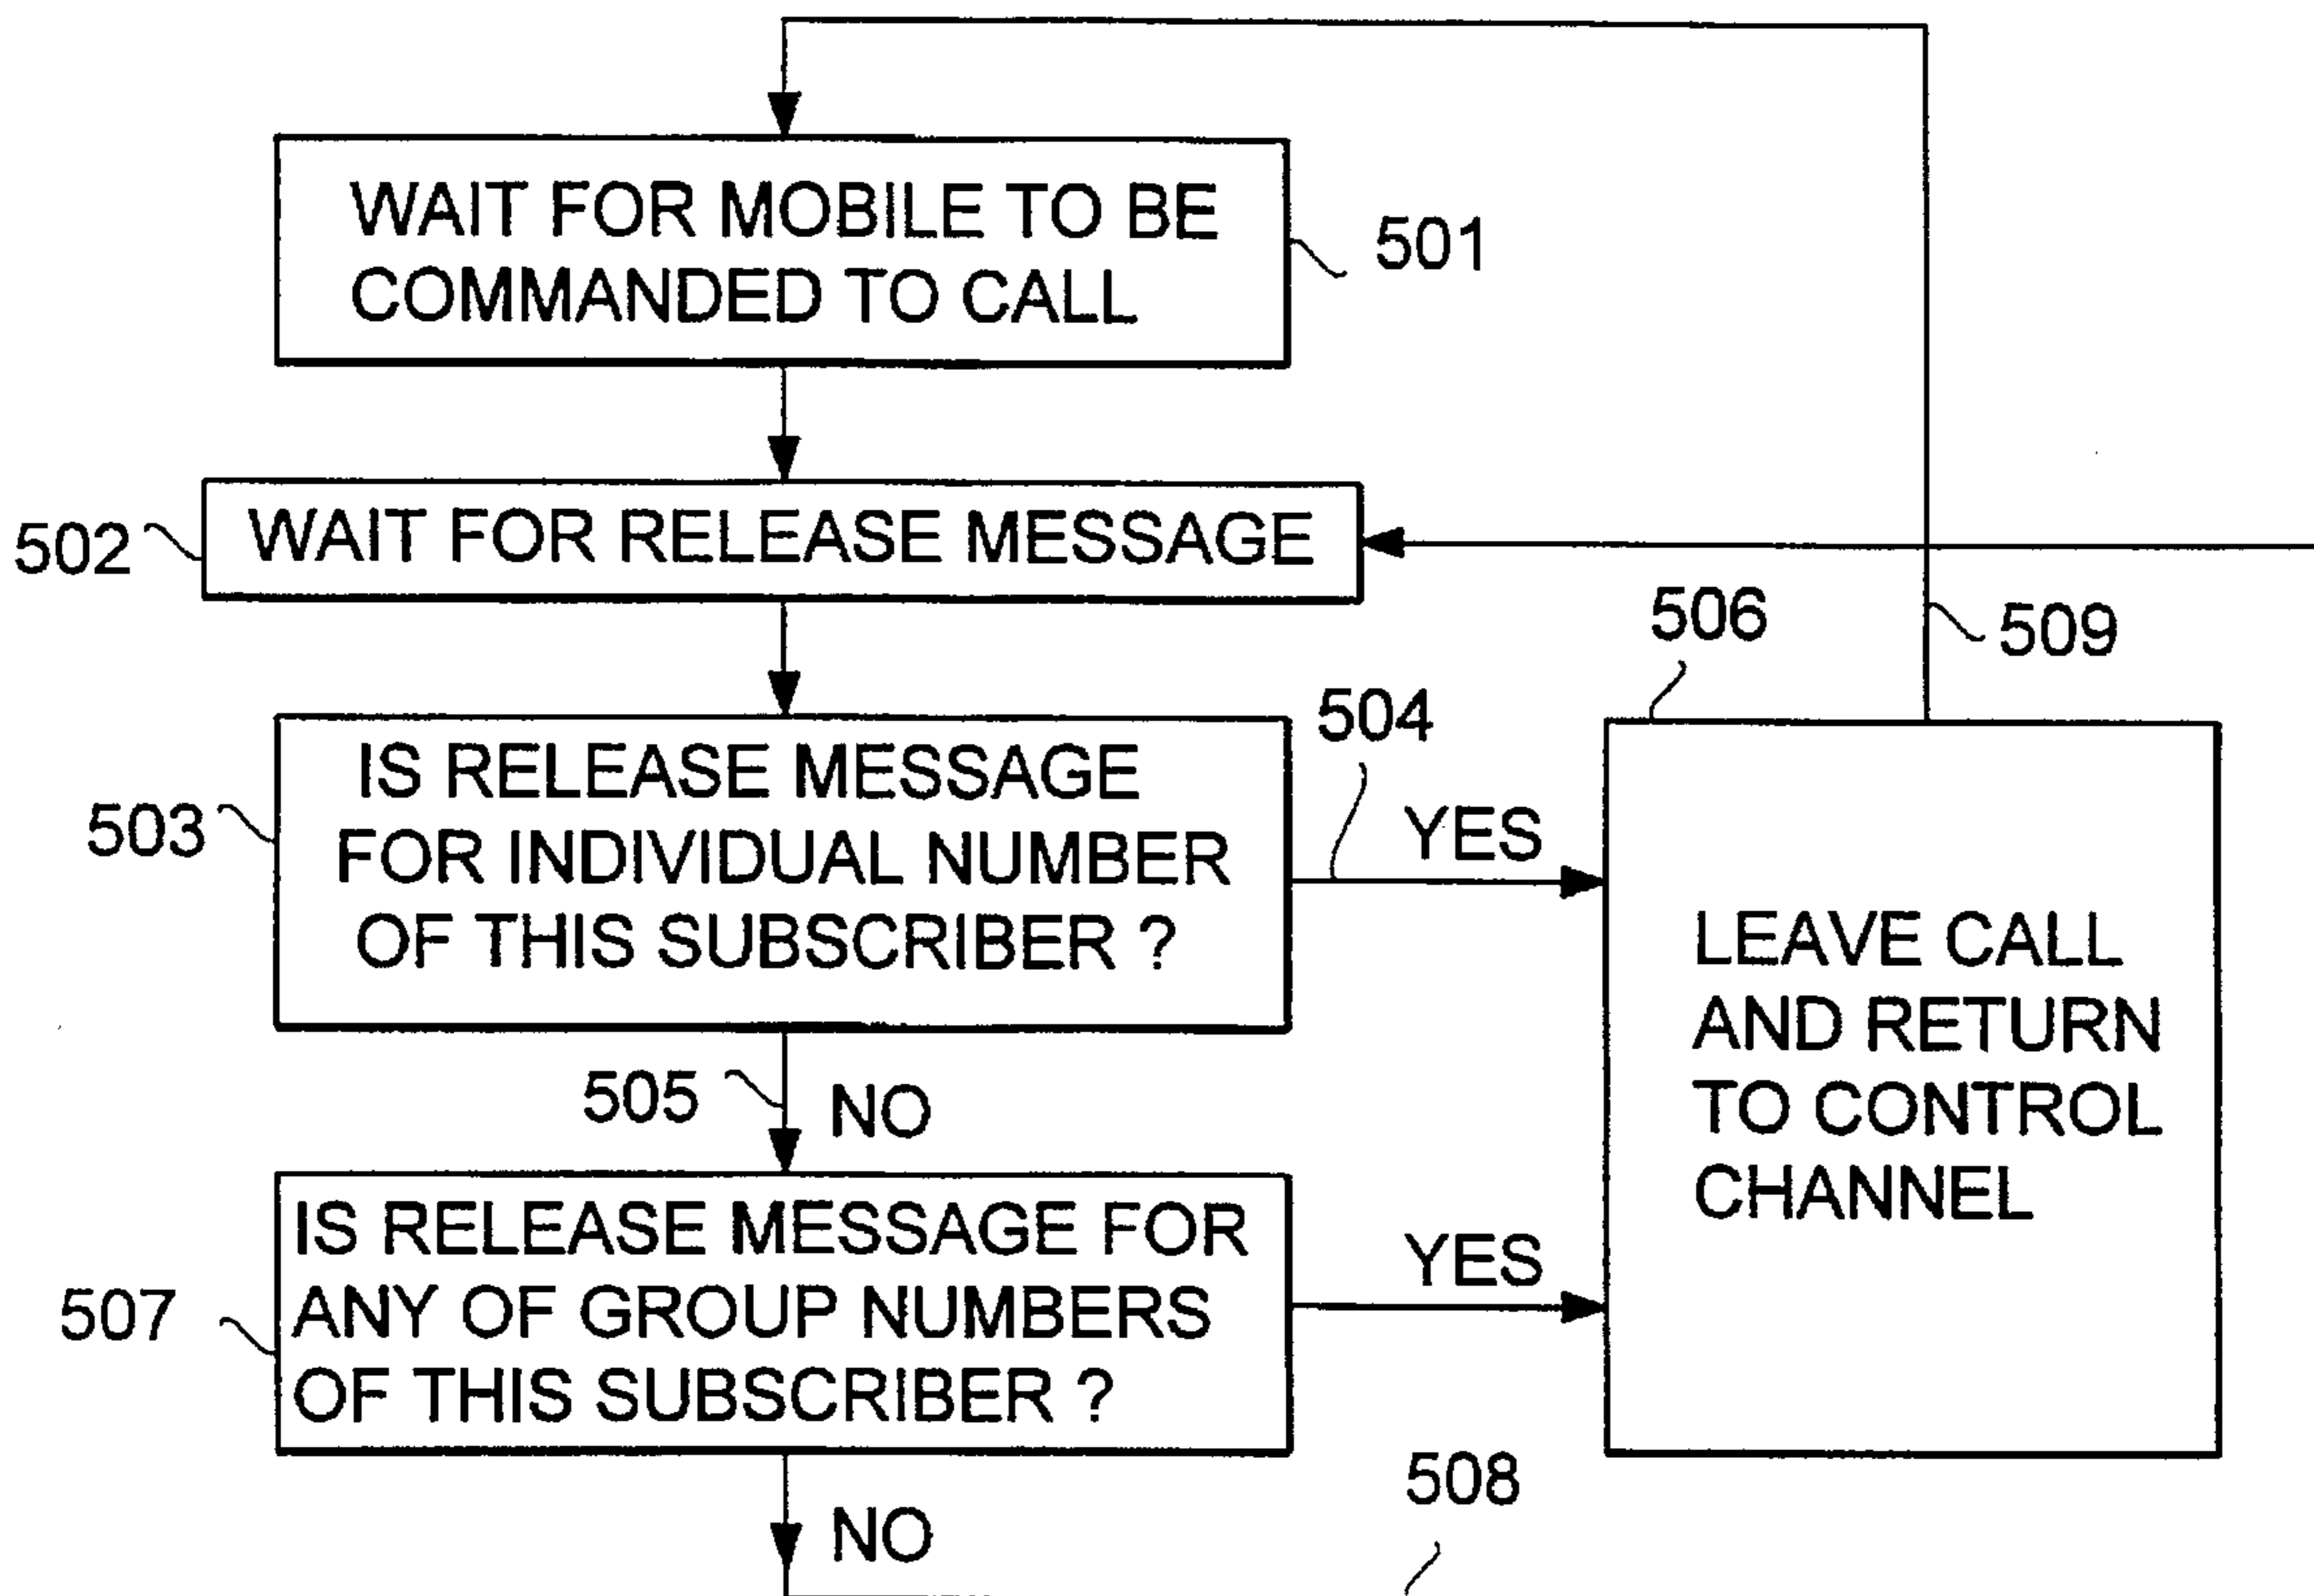 WAIT FOR MOBILE TO BE
COMMANDED TO CALL
501
WAIT FOR RELEASE MESSAGE
502
506
509
IS RELEASE MESSAGE
FOR INDIVIDUAL NUMBER
OF THIS SUBSCRIBER ?
503
504
YES
LEAVE CALL
AND RETURN
TO CONTROL
CHANNEL
505
NO
IS RELEASE MESSAGE FOR
ANY OF GROUP NUMBERS
OF THIS SUBSCRIBER ?
507
YES
508
NO